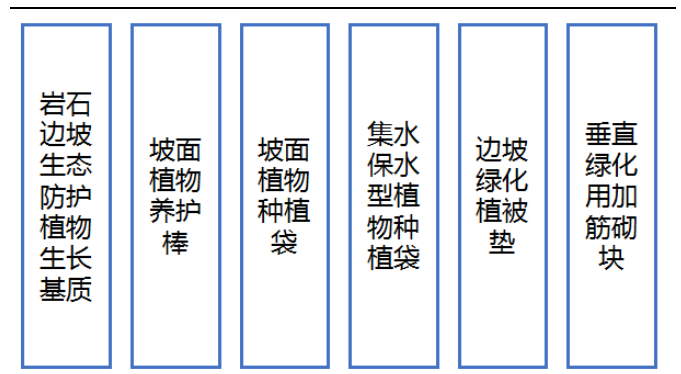 岩石
边坡
生态
防护
植物
生长
基质
坡面
植物
养护
棒
坡面
植物
种植
袋
集水
保水
型植
物种
植袋
边坡
绿化
植被
垫
垂直
绿化
用加
筋砌
块